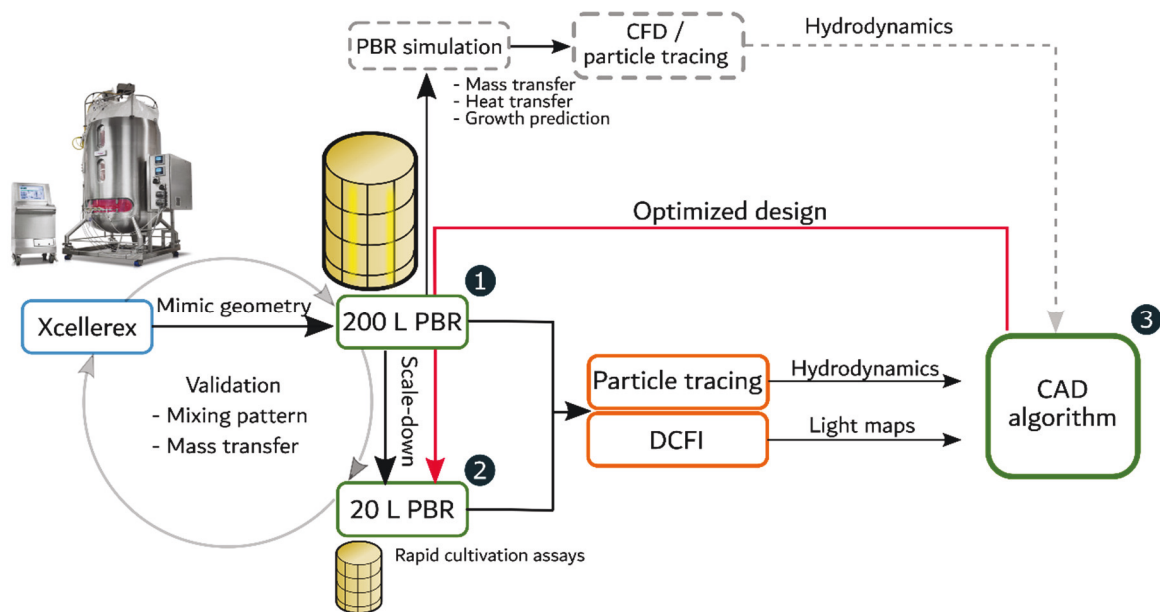 PBR simulation
CFD /
particle tracing
Hydrodynamics
- Mass transfer
- Heat transfer
- Growth prediction
Optimized design
1
3
Xcellerex
Mimic geometry
200 L PBR
Scale-down
Validation
- Mixing pattern
- Mass transfer
Particle tracing
Hydrodynamics
DCFI
Light maps
CAD
algorithm
2
20 L PBR
Rapid cultivation assays